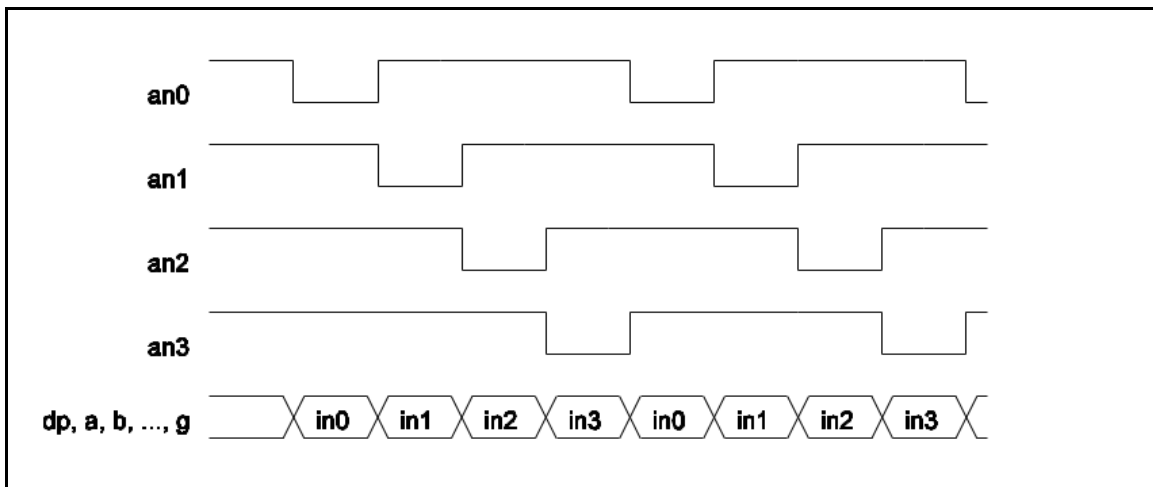 an0
an1
an2
an3
dp, a, b, ..., g in0 in1 in2 in3 in0 in1 in2 in3